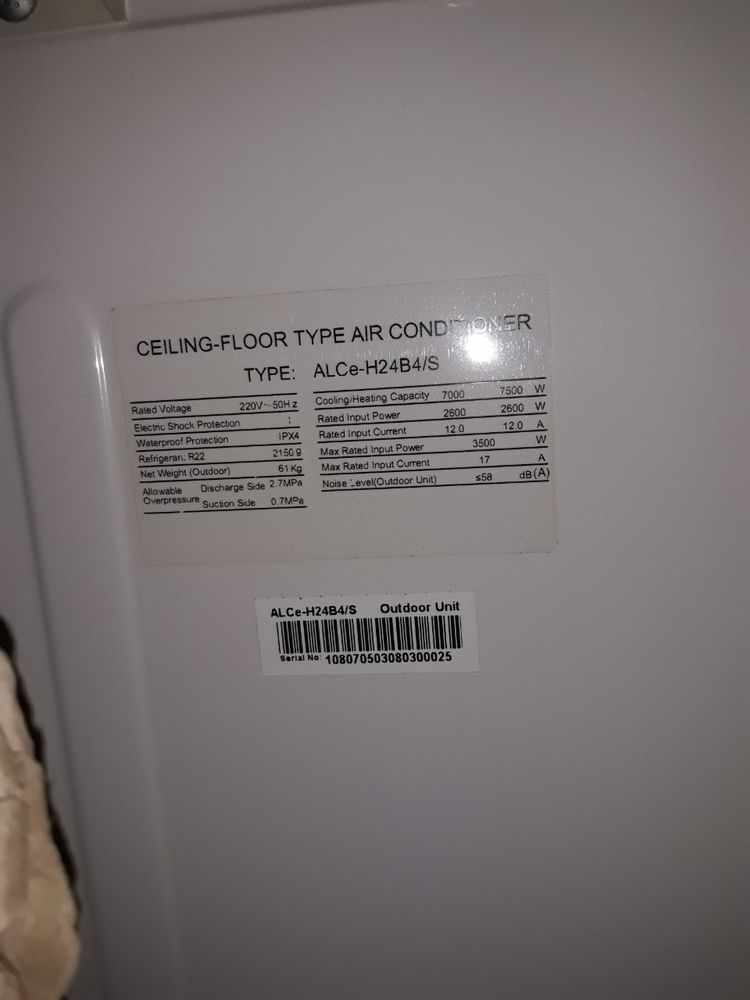 CEILING-FLOOR TYPE AIR CONDITIONER
TYPE: ALCe-H24B4/S
Rated Voltage 220V~50Hz
Electric Shock Protection
Waterproof Protection IPX4
Refrigeran. R22 2150 g
Net Weight (Outdoor) 61 Kg
Allowable Overpressure Discharge Side 2.7MPa
Suction Side 0.7MPa
Cooling/Heating Capacity 7000 7500 W
Rated Input Power 2600 2600 W
Rated Input Current 12.0 12.0 A
Max Rated Input Power 3500 W
Max Rated Input Current 17 A
Noise Level(Outdoor Unit) ≤58 dB(A)
ALCe-H24B4/S Outdoor Unit
Serial No: 108070503080300025